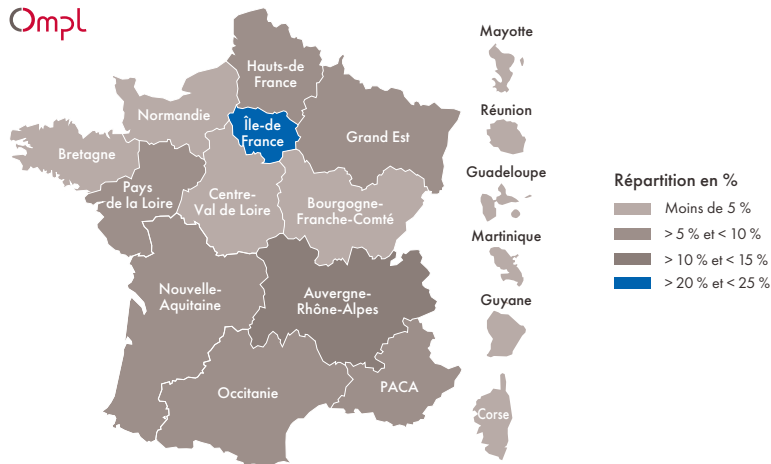 Ompl
Hauts-de
France
Normandie
Île-de
France
Grand Est
Bretagne
Pays
de la Loire
Centre-
Val de Loire
Bourgogne-
Franche-Comté
Nouvelle-
Aquitaine
Auvergne-
Rhône-Alpes
Occitanie
PACA
Mayotte
Réunion
Guadeloupe
Martinique
Guyane
Corse
Répartition en %
Moins de 5 %
> 5 % et < 10 %
> 10 % et < 15 %
> 20 % et < 25 %